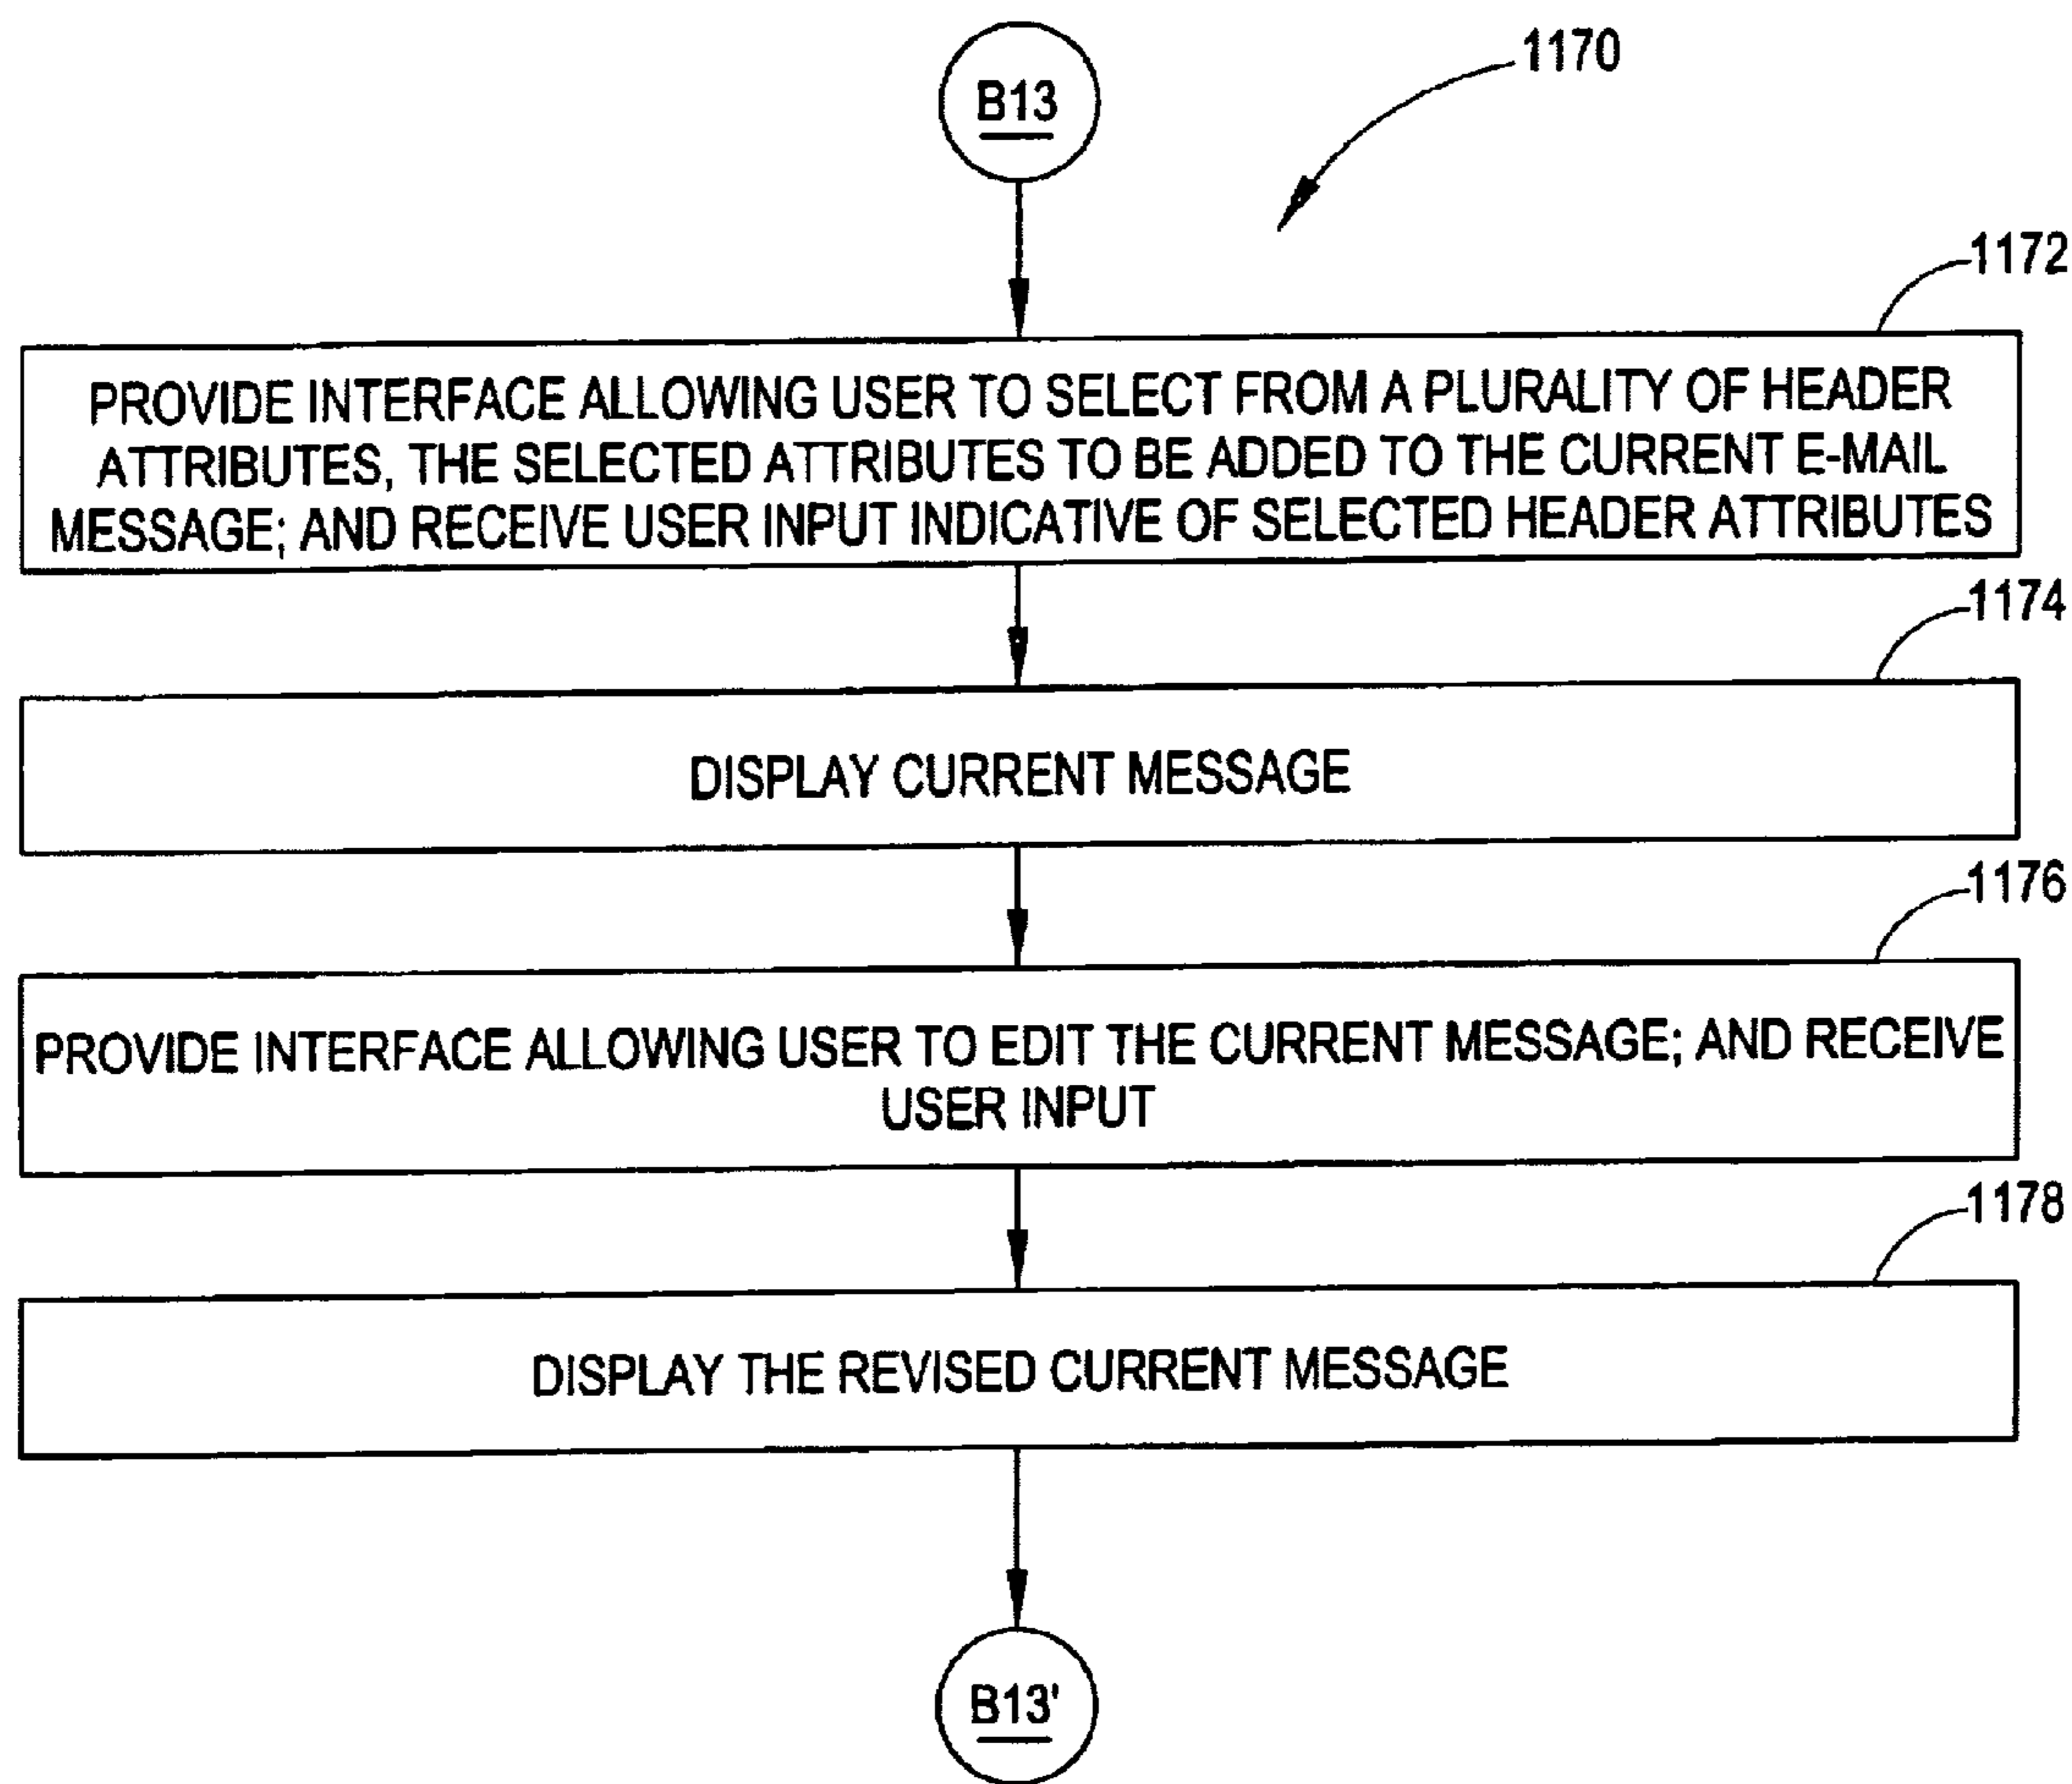 B13
1170
1172
PROVIDE INTERFACE ALLOWING USER TO SELECT FROM A PLURALITY OF HEADER
ATTRIBUTES, THE SELECTED ATTRIBUTES TO BE ADDED TO THE CURRENT E-MAIL
MESSAGE; AND RECEIVE USER INPUT INDICATIVE OF SELECTED HEADER ATTRIBUTES
1174
DISPLAY CURRENT MESSAGE
1176
PROVIDE INTERFACE ALLOWING USER TO EDIT THE CURRENT MESSAGE; AND RECEIVE
USER INPUT
1178
DISPLAY THE REVISED CURRENT MESSAGE
B13'